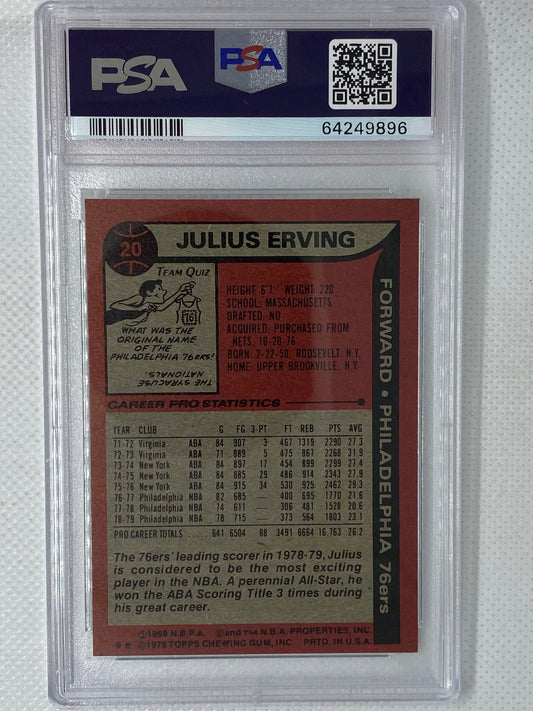 PSA
PSA
64249896
20
JULIUS ERVING
TEAM QUIZ
76
WHAT WAS THE
ORIGINAL NAME
OF THE
PHILADELPHIA 76ers?
THE SYRACUSE
NATIONALS.
HEIGHT: 6'7" WEIGHT: 220
SCHOOL: MASSACHUSETTS
DRAFTED: NO
ACQUIRED: PURCHASED FROM
NETS, 10-20-76
BORN: 2-22-50, ROOSEVELT, N.Y.
HOME: UPPER BROOKVILLE, N.Y.
FORWARD • PHILADELPHIA 76ers
CAREER PRO STATISTICS
YEAR CLUB G FG 3-PT FT REB PTS AVG
71-72 Virginia ABA 84 907 3 467 1319 2290 27.3
72-73 Virginia ABA 71 889 5 475 867 2268 31.9
73-74 New York ABA 84 897 17 454 899 2299 27.4
74-75 New York ABA 84 885 29 486 914 2343 27.9
75-76 New York ABA 84 915 34 530 925 2462 29.3
76-77 Philadelphia NBA 82 685 — 400 695 1770 21.6
77-78 Philadelphia NBA 74 611 — 306 481 1528 20.6
78-79 Philadelphia NBA 78 715 — 373 564 1803 23.1
PRO CAREER TOTALS 641 6504 88 3491 6664 16,763 26.2
The 76ers' leading scorer in 1978-79, Julius
is considered to be the most exciting
player in the NBA. A perennial All-Star, he
won the ABA Scoring Title 3 times during
his great career.
©1969 N.B.P.A. ©and TM N.B.A. PROPERTIES, INC.
** ©1979 TOPPS CHEWING GUM, INC. PRTD. IN U.S.A.